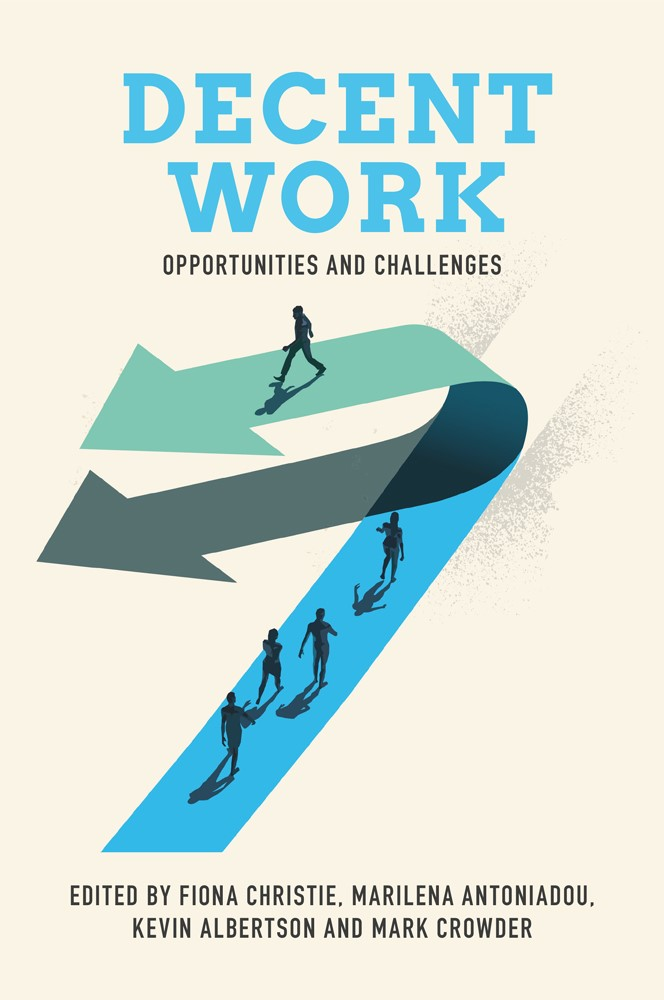 DECENT
WORK
OPPORTUNITIES AND CHALLENGES
EDITED BY FIONA CHRISTIE, MARILENA ANTONIADOU,
KEVIN ALBERTSON AND MARK CROWDER